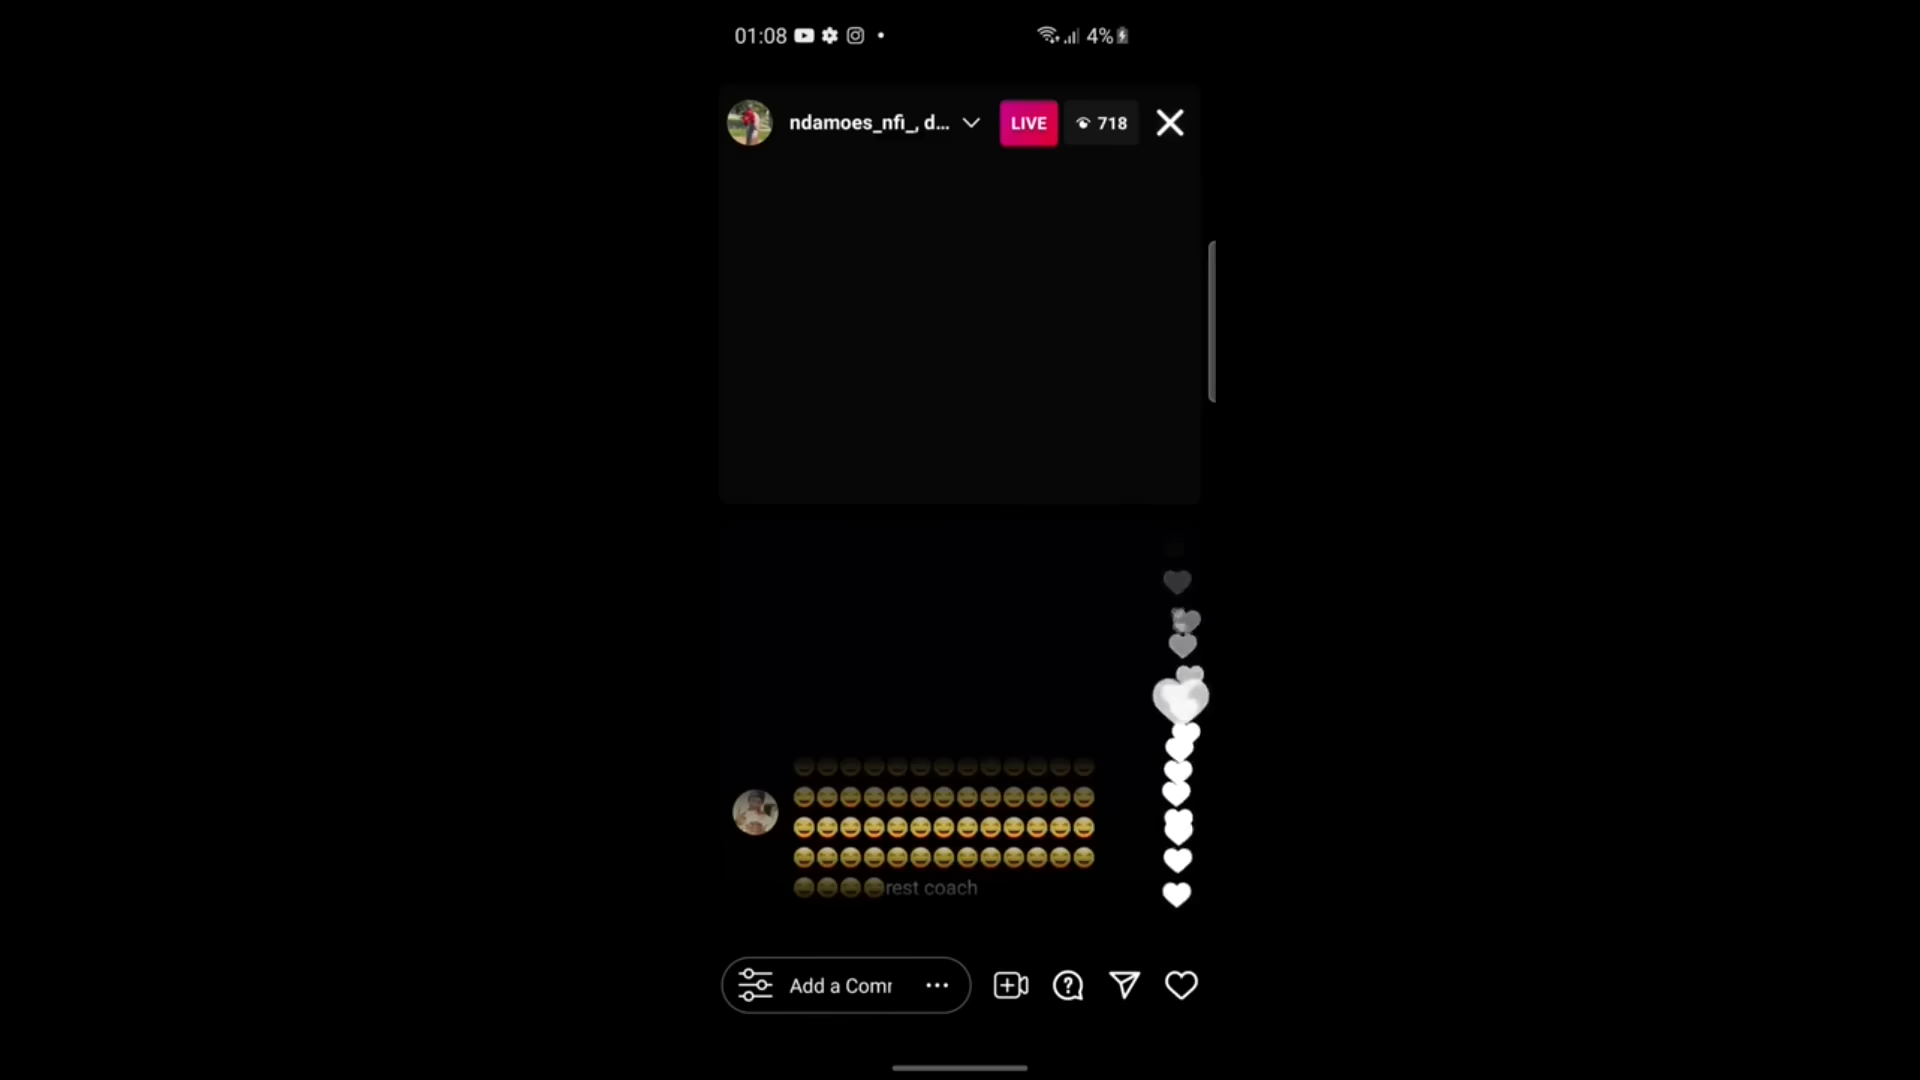 01:08 4%
ndamoes_nfi_, d... LIVE 718
😆😆😆😆😆😆😆😆😆😆😆😆😆
😆😆😆😆😆😆😆😆😆😆😆😆😆
😆😆😆😆😆😆😆😆😆😆😆😆😆
😆😆😆😆😆😆😆😆😆😆😆😆😆
😆😆😆😆rest coach
Add a Comr